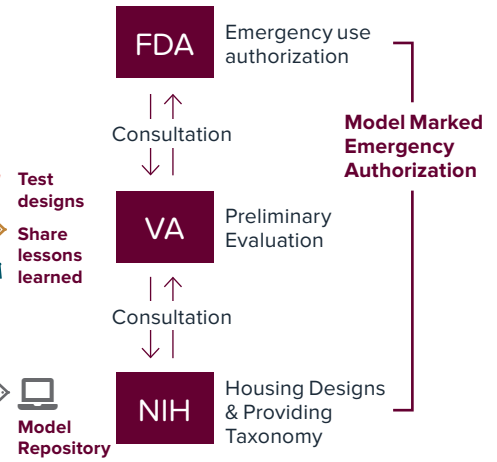 FDA
Emergency use
authorization
Consultation
Model Marked
Emergency
Authorization
Test
designs
Share
lessons
learned
VA
Preliminary
Evaluation
Consultation
NIH
Housing Designs
& Providing
Taxonomy
Model
Repository